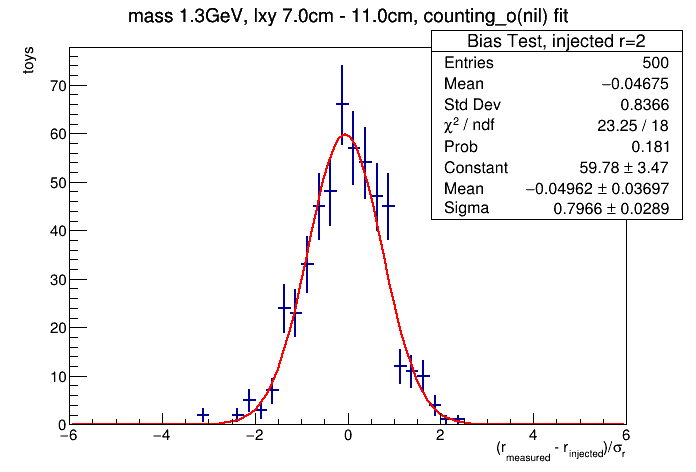 mass 1.3GeV, lxy 7.0cm - 11.0cm, counting_o(nil) fit
Bias Test, injected r=2
Entries 500
Mean −0.04675
Std Dev 0.8366
χ² / ndf 23.25 / 18
Prob 0.181
Constant 59.78 ± 3.47
Mean −0.04962 ± 0.03697
Sigma 0.7966 ± 0.0289
toys
70
60
50
40
30
20
10
0
−6 −4 −2 0 2 4 6
(r_measured - r_injected)/σ_r